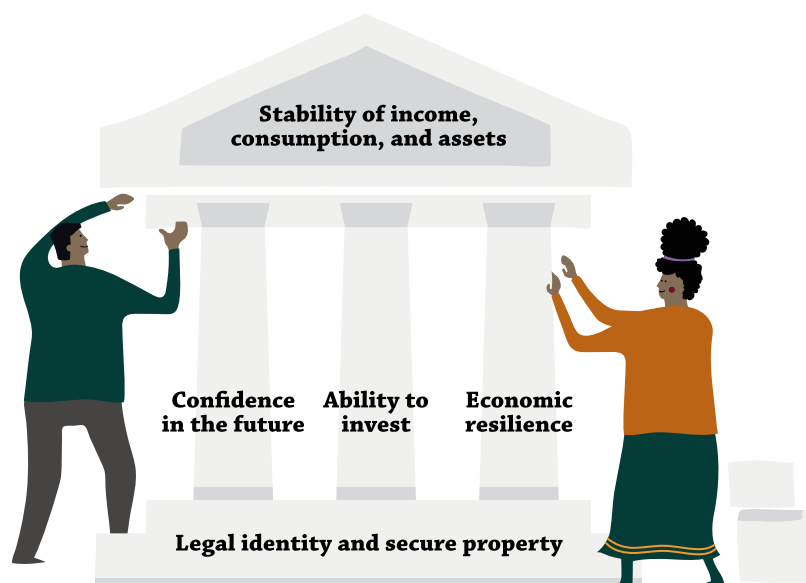 Stability of income,
consumption, and assets
Confidence
in the future
Ability to
invest
Economic
resilience
Legal identity and secure property